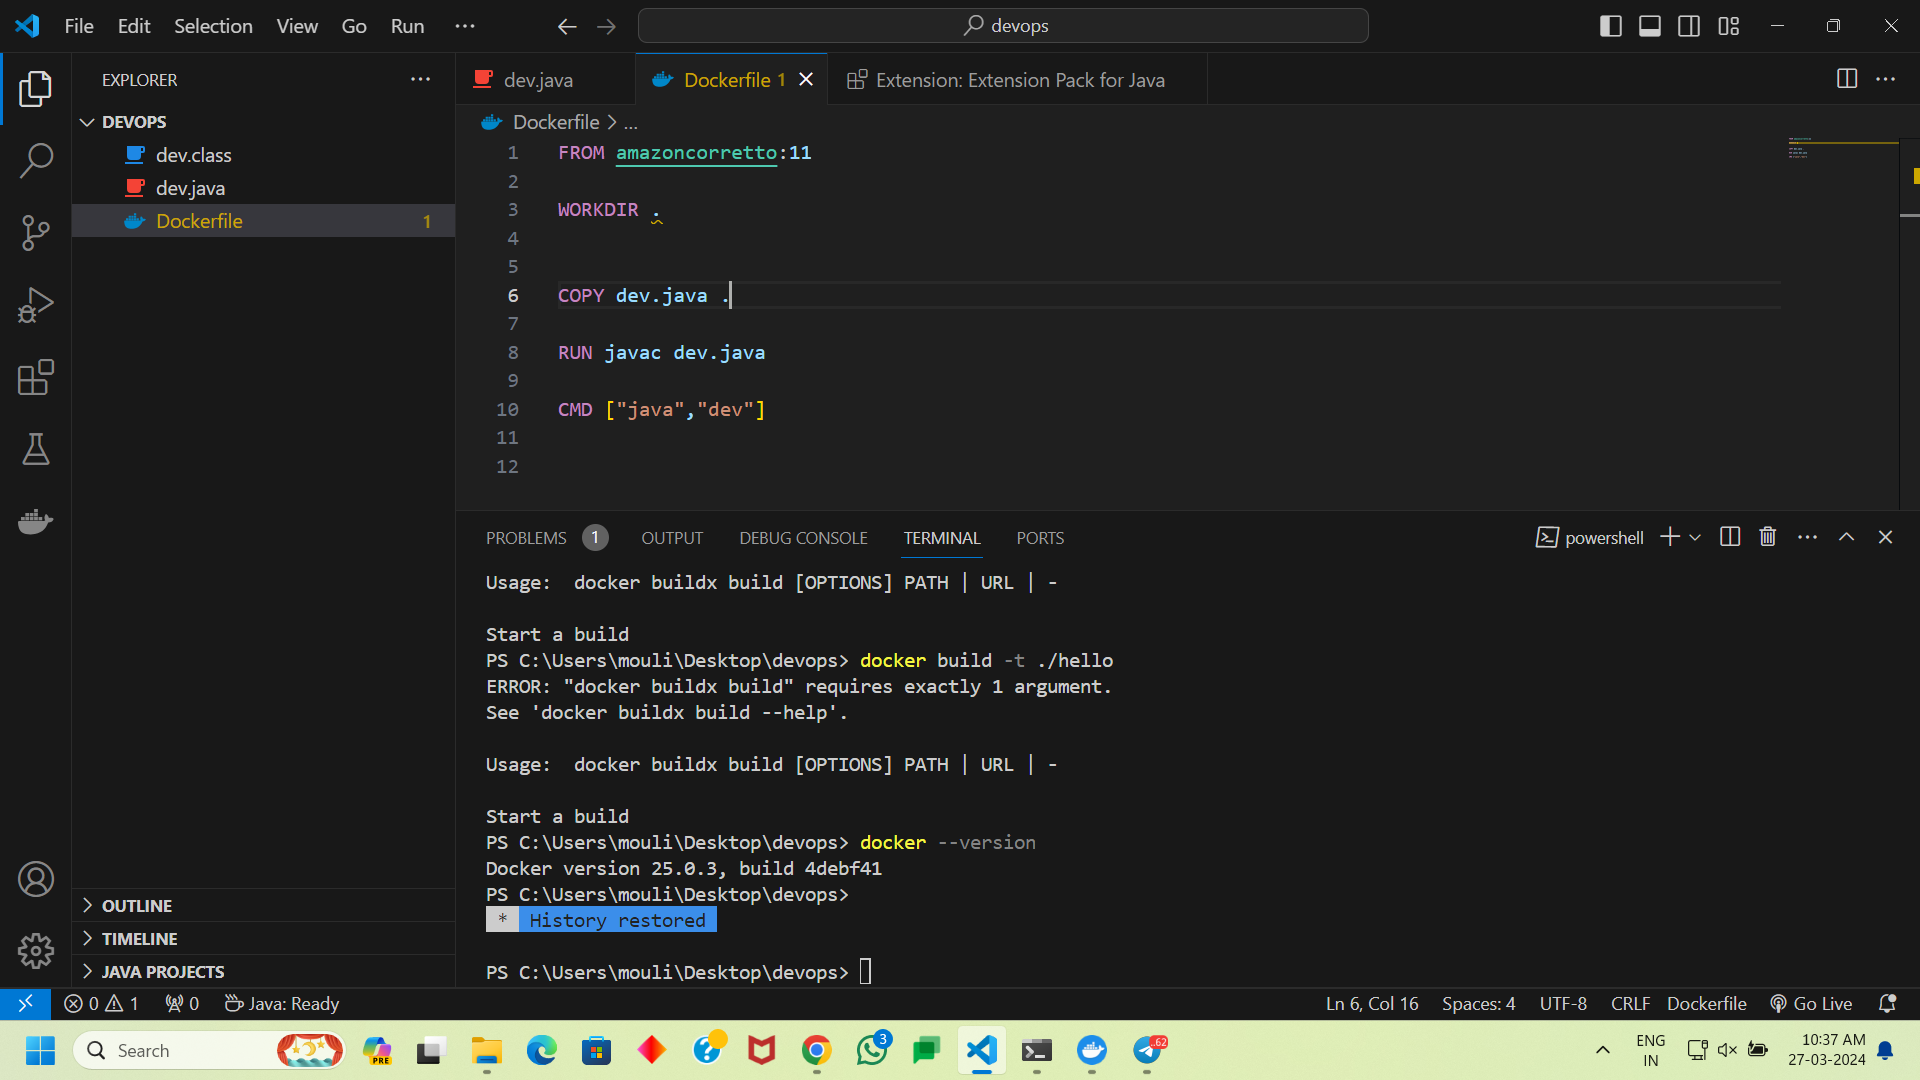 File Edit Selection View Go Run ···
devops
EXPLORER ···
DEVOPS
dev.class
dev.java
Dockerfile 1
OUTLINE
TIMELINE
JAVA PROJECTS
dev.java
Dockerfile 1
Extension: Extension Pack for Java
Dockerfile > ...
1 FROM amazoncorretto:11
2
3 WORKDIR .
4
5
6 COPY dev.java .
7
8 RUN javac dev.java
9
10 CMD ["java","dev"]
11
12
PROBLEMS 1 OUTPUT DEBUG CONSOLE TERMINAL PORTS
powershell
Usage:  docker buildx build [OPTIONS] PATH | URL | -
Start a build
PS C:\Users\mouli\Desktop\devops> docker build -t ./hello
ERROR: "docker buildx build" requires exactly 1 argument.
See 'docker buildx build --help'.
Usage:  docker buildx build [OPTIONS] PATH | URL | -
Start a build
PS C:\Users\mouli\Desktop\devops> docker --version
Docker version 25.0.3, build 4debf41
PS C:\Users\mouli\Desktop\devops>
* History restored
PS C:\Users\mouli\Desktop\devops>
0 1 0 Java: Ready
Ln 6, Col 16 Spaces: 4 UTF-8 CRLF Dockerfile Go Live
Search
PRE
3
.62
ENG
IN
10:37 AM
27-03-2024